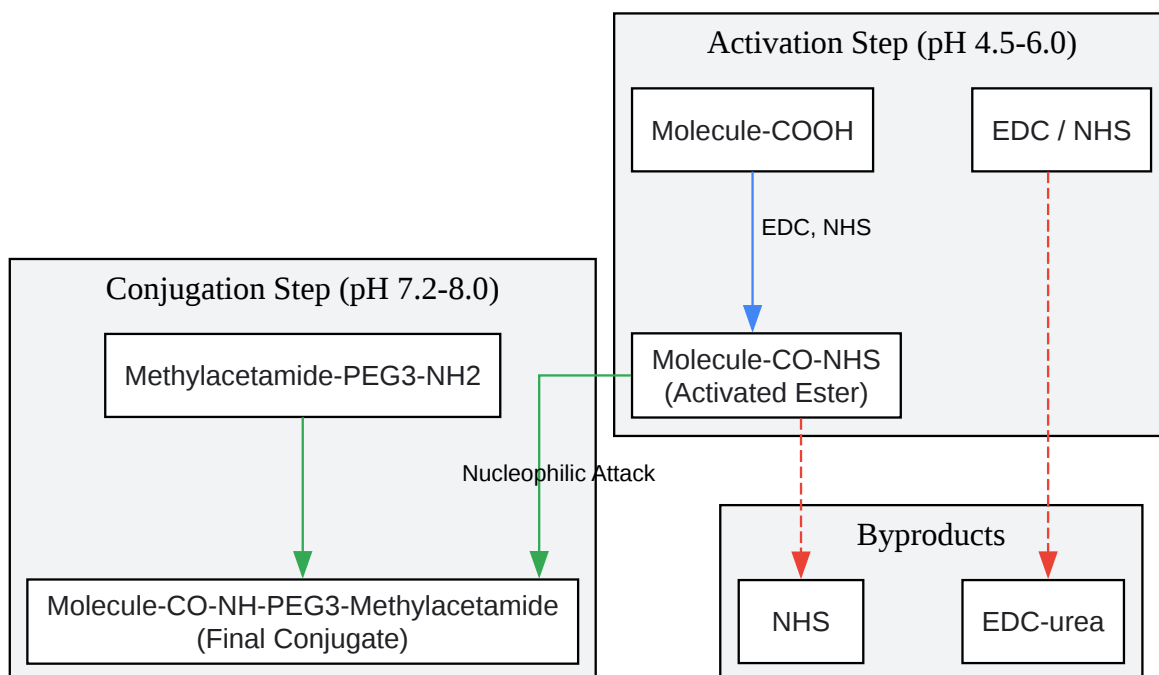 Activation Step (pH 4.5-6.0)
Molecule-COOH
EDC / NHS
EDC, NHS
Conjugation Step (pH 7.2-8.0)
Methylacetamide-PEG3-NH2
Molecule-CO-NHS
(Activated Ester)
Nucleophilic Attack
Byproducts
Molecule-CO-NH-PEG3-Methylacetamide
(Final Conjugate)
NHS
EDC-urea